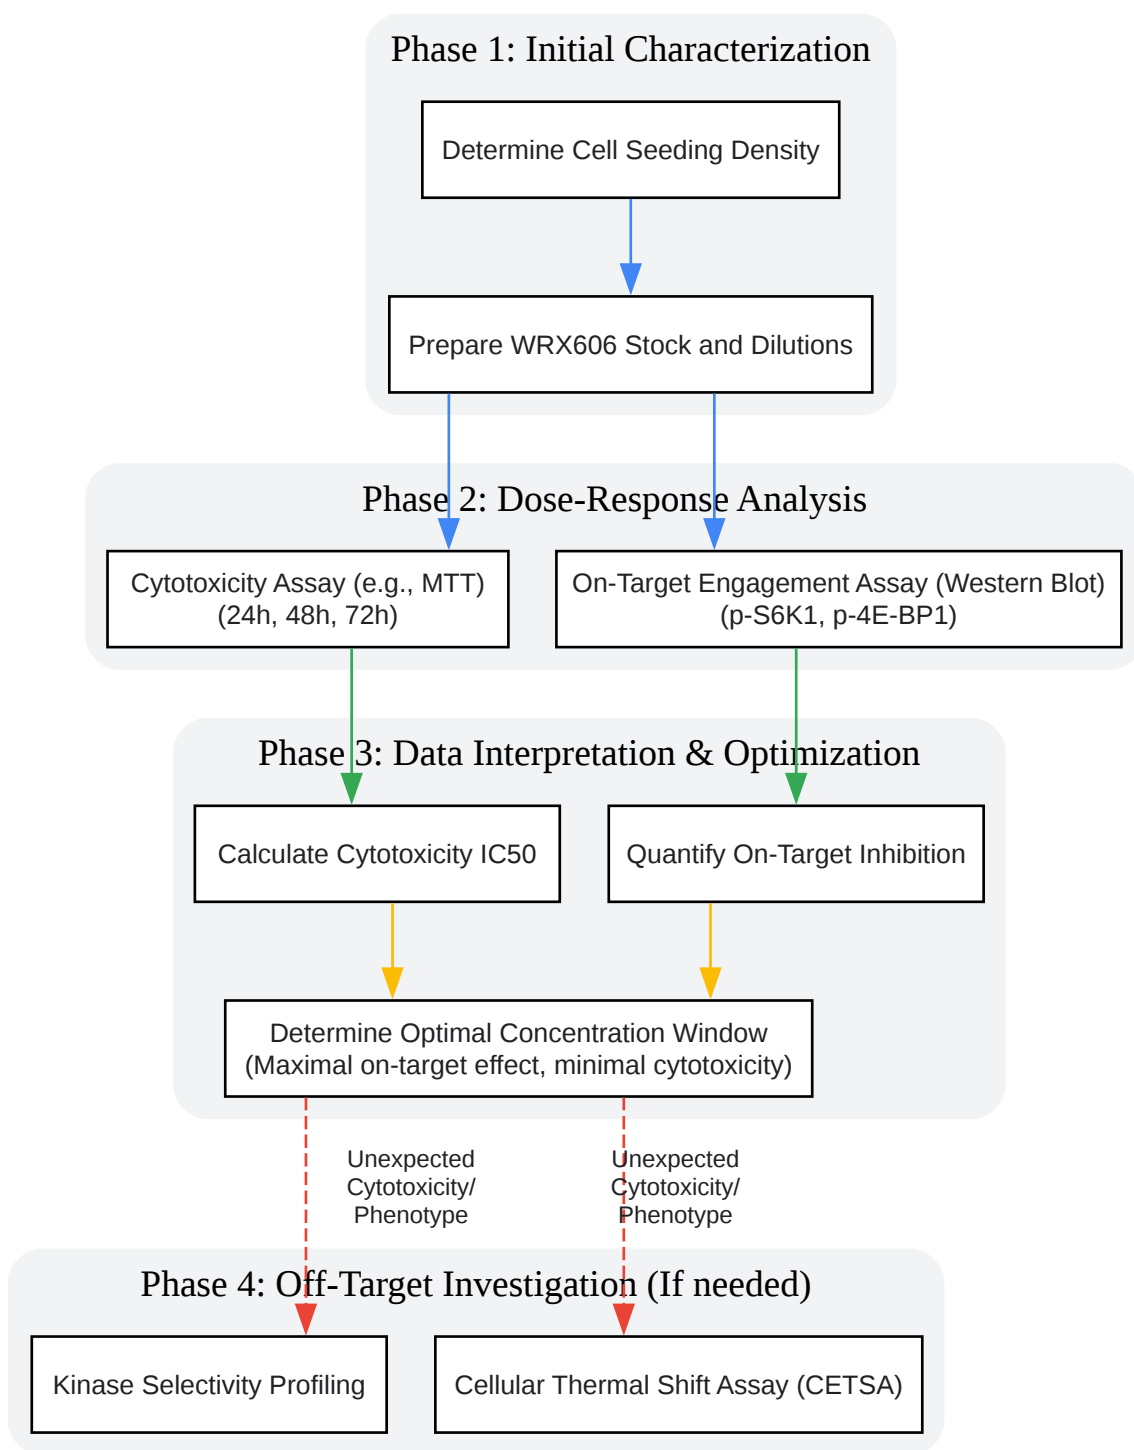 Phase 1: Initial Characterization
Determine Cell Seeding Density
Prepare WRX606 Stock and Dilutions
Phase 2: Dose-Response Analysis
Cytotoxicity Assay (e.g., MTT)
(24h, 48h, 72h)
On-Target Engagement Assay (Western Blot)
(p-S6K1, p-4E-BP1)
Phase 3: Data Interpretation & Optimization
Calculate Cytotoxicity IC50
Quantify On-Target Inhibition
Determine Optimal Concentration Window
(Maximal on-target effect, minimal cytotoxicity)
Unexpected
Cytotoxicity/
Phenotype
Unexpected
Cytotoxicity/
Phenotype
Phase 4: Off-Target Investigation (If needed)
Kinase Selectivity Profiling
Cellular Thermal Shift Assay (CETSA)